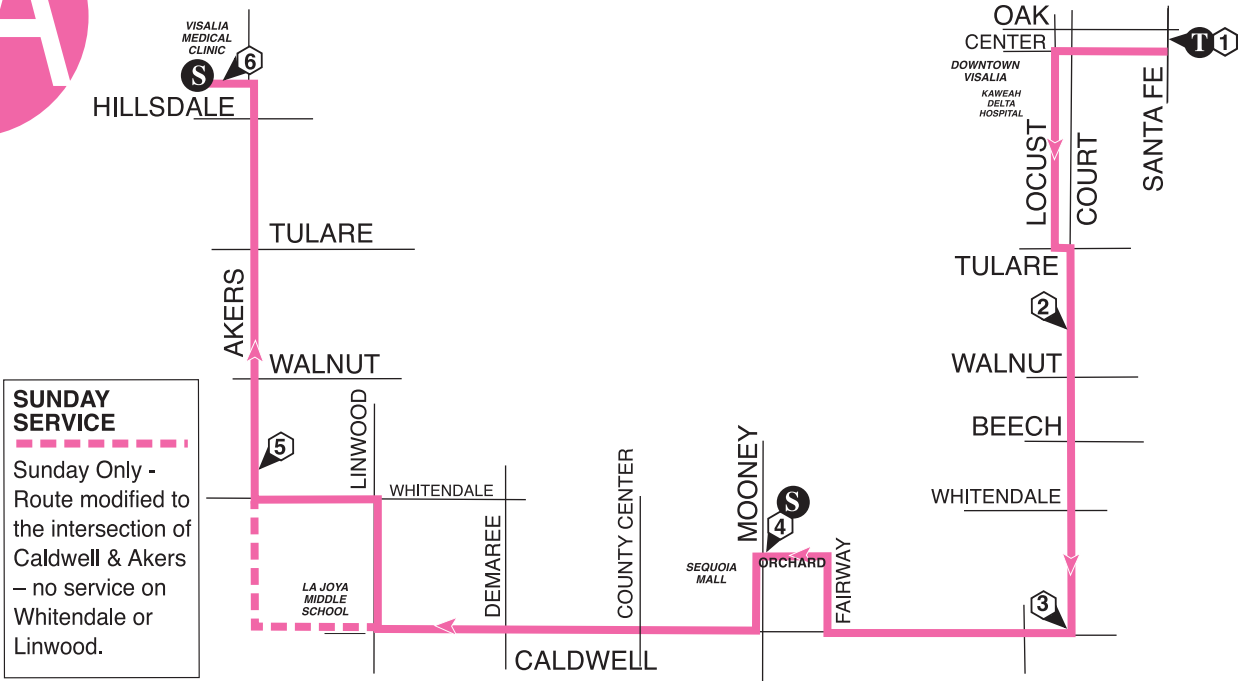 A
VISALIA
MEDICAL
CLINIC
S
6
HILLSDALE
TULARE
AKERS
WALNUT
5
LINWOOD
WHITENDALE
LA JOYA
MIDDLE
SCHOOL
DEMAREE
COUNTY CENTER
CALDWELL
SEQUOIA
MALL
MOONEY
S
4
ORCHARD
FAIRWAY
OAK
CENTER
T
1
DOWNTOWN
VISALIA
KAWEAH
DELTA
HOSPITAL
LOCUST
COURT
SANTA FE
TULARE
2
WALNUT
BEECH
WHITENDALE
3
SUNDAY
SERVICE
Sunday Only -
Route modified to
the intersection of
Caldwell & Akers
– no service on
Whitendale or
Linwood.